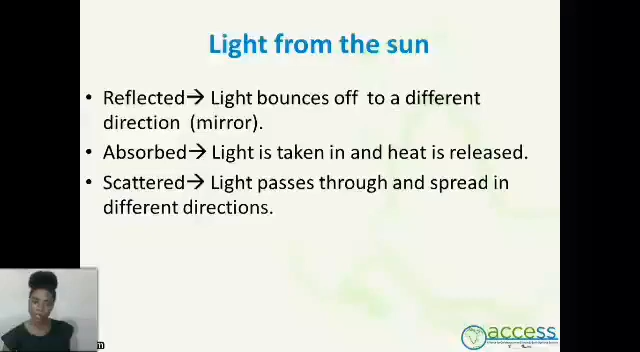 Light from the sun
• Reflected→ Light bounces off to a different
direction (mirror).
• Absorbed→ Light is taken in and heat is released.
• Scattered→ Light passes through and spread in
different directions.
access